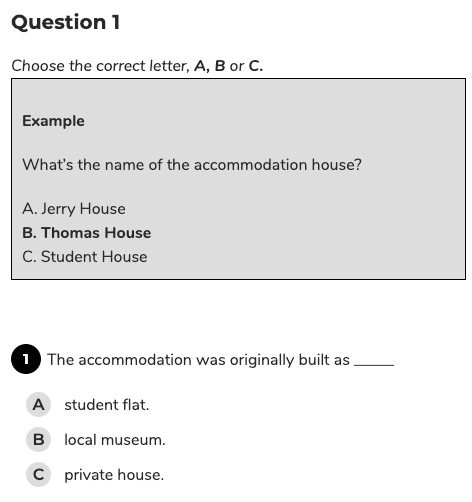 Question 1
Choose the correct letter, A, B or C.
Example
What's the name of the accommodation house?
A. Jerry House
B. Thomas House
C. Student House
1 The accommodation was originally built as _____
A student flat.
B local museum.
C private house.